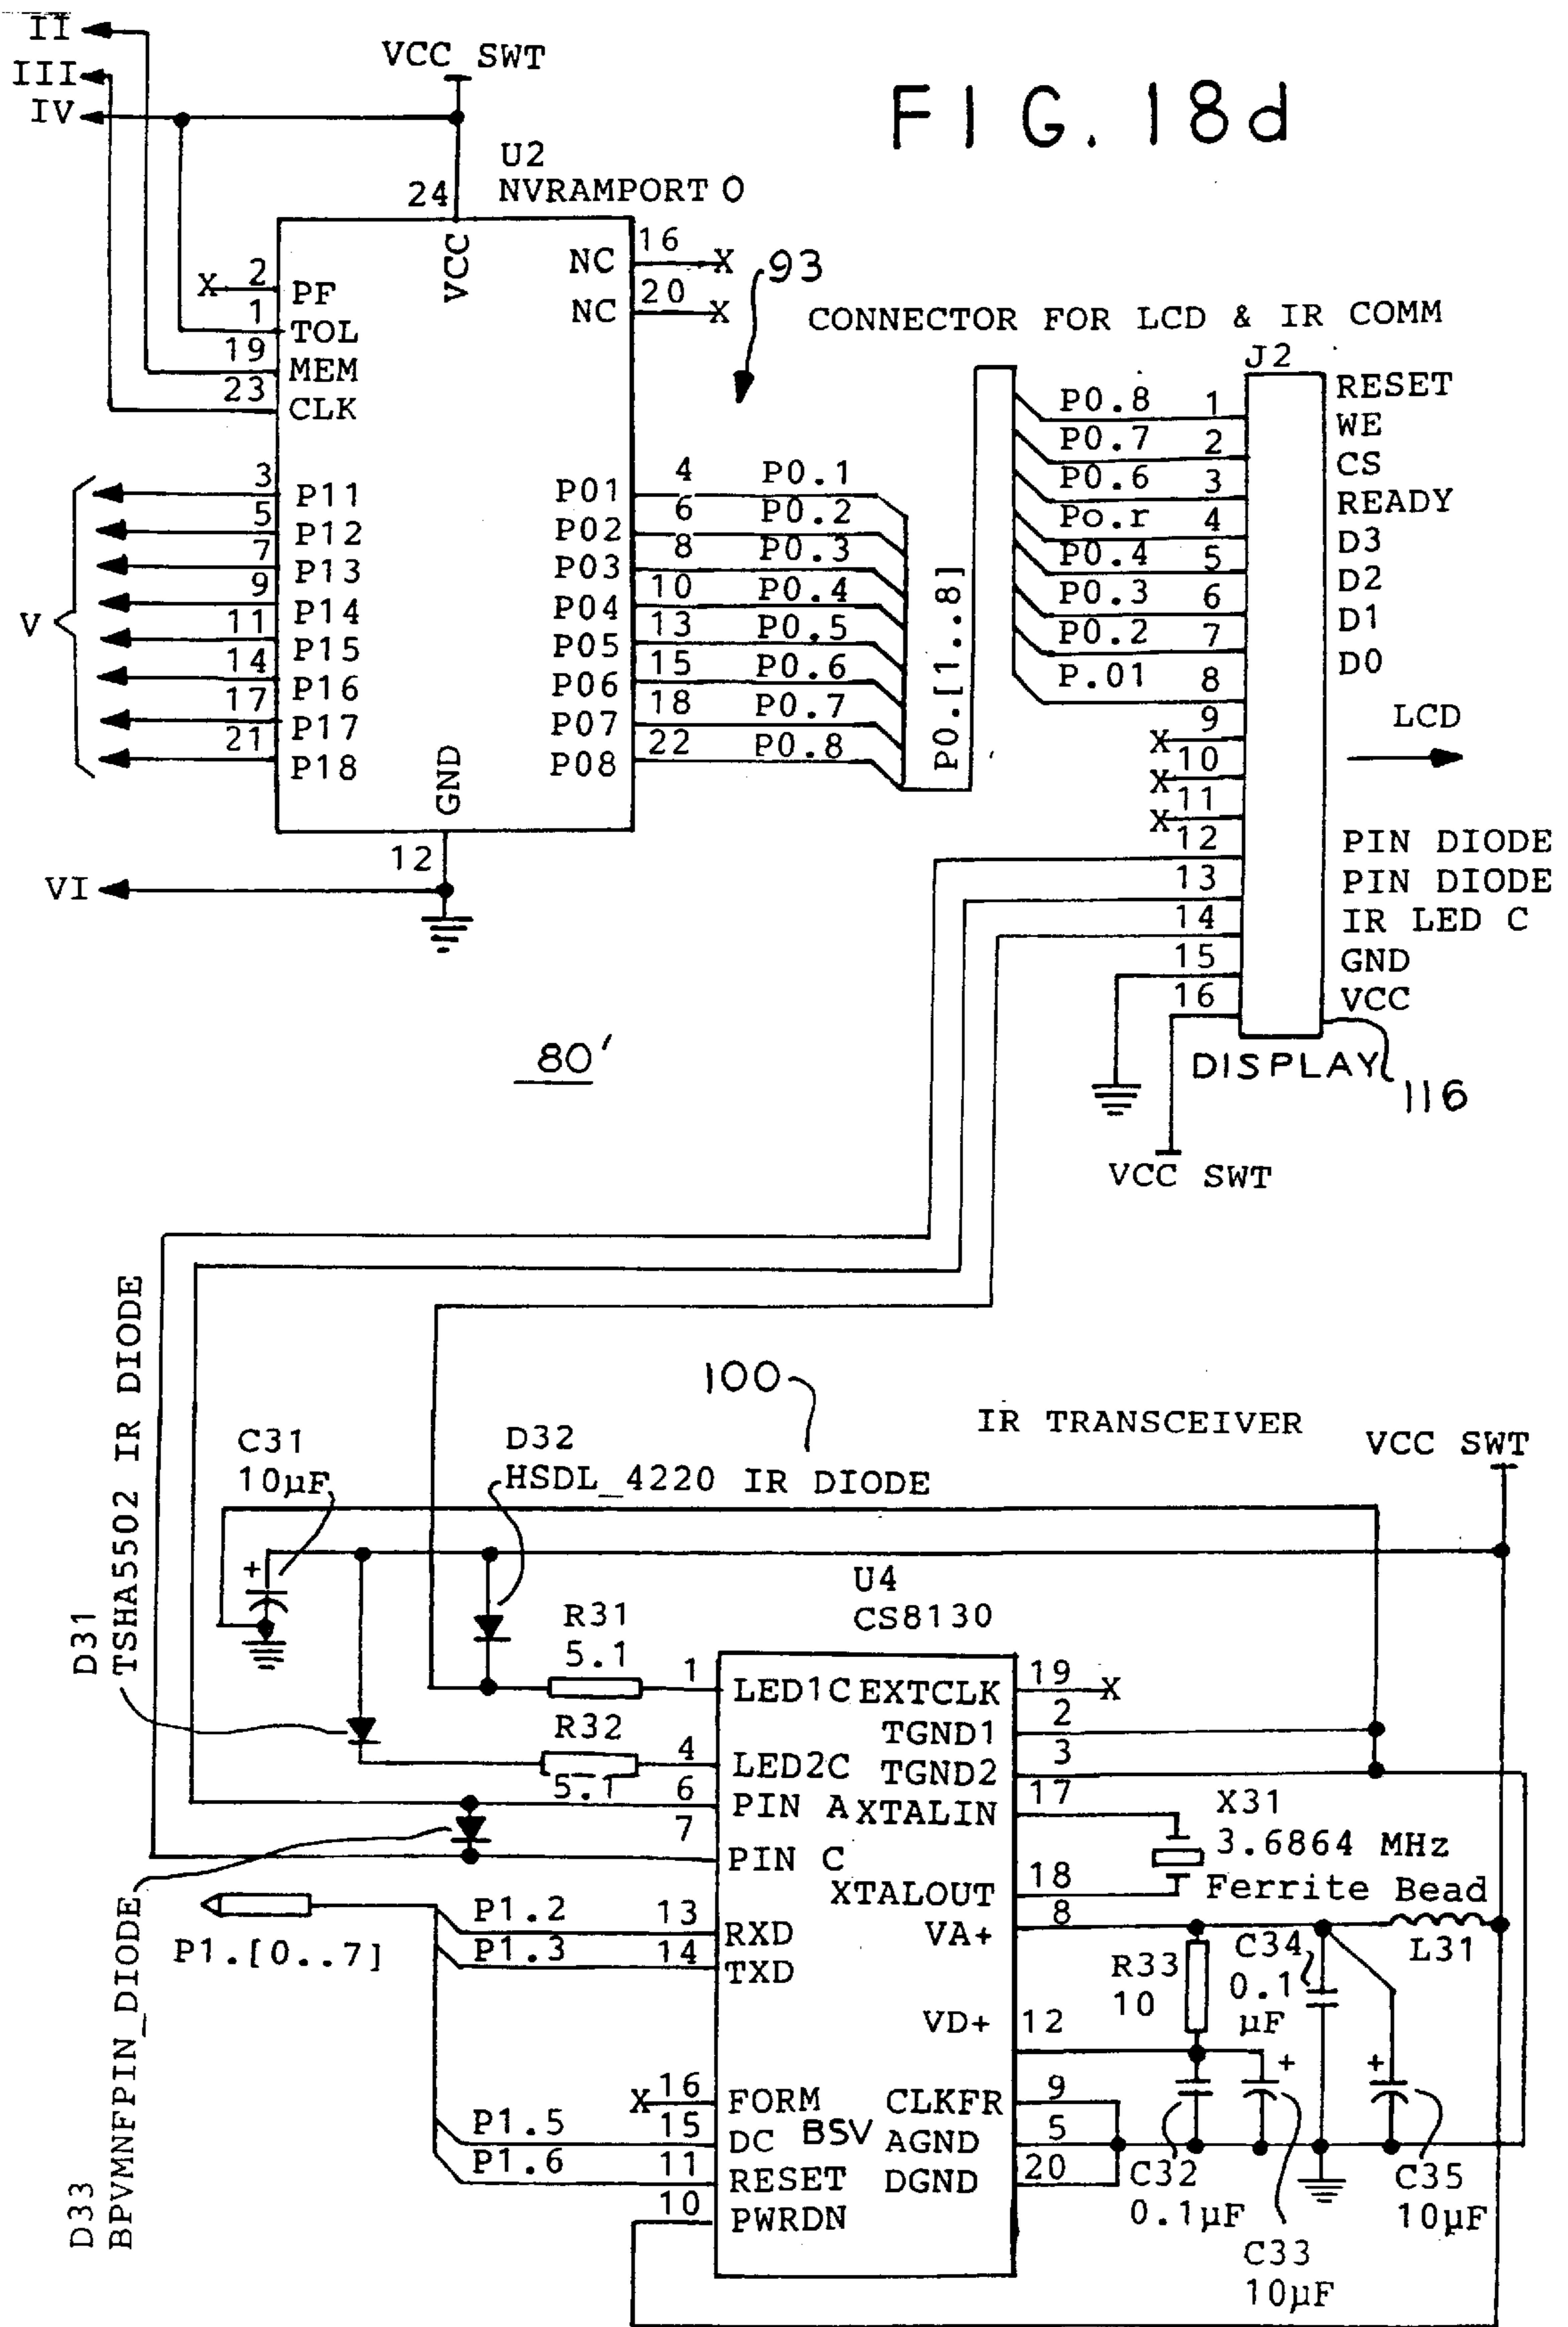 II
III
IV
VCC SWT
FIG. 18d
U2
NVRAMPORT 0
24
VCC
2
PF
1
TOL
19
MEM
23
CLK
16
NC
20
NC
93
CONNECTOR FOR LCD & IR COMM
J2
V
3
P11
5
P12
7
P13
9
P14
11
P15
14
P16
17
P17
21
P18
P01
4
P0.1
P02
6
P0.2
P03
8
P0.3
P04
10
P0.4
P05
13
P0.5
P06
15
P0.6
P07
18
P0.7
P08
22
P0.8
P0.[1..8]
P0.8 1
P0.7 2
P0.6 3
Po.r 4
P0.4 5
P0.3 6
P0.2 7
P.01 8
9
X
10
X
11
X
12
13
14
15
16
RESET
WE
CS
READY
D3
D2
D1
D0
LCD
PIN DIODE
PIN DIODE
IR LED C
GND
VCC
GND
12
VI
80'
DISPLAY
116
VCC SWT
100
IR TRANSCEIVER
VCC SWT
D31
TSHA5502 IR DIODE
C31
10µF
+
D32
HSDL_4220 IR DIODE
U4
CS8130
R31
5.1
1
LED1C
R32
5.1
4
LED2C
6
PIN A
7
PIN C
EXTCLK
19
X
TGND1
2
TGND2
3
XTALIN
17
XTALOUT
18
VA+
8
X31
3.6864 MHz
Ferrite Bead
L31
D33
BPVMNFPIN_DIODE
P1.[0..7]
P1.2 13
RXD
P1.3 14
TXD
R33
10
C34
0.1
µF
VD+
12
+
+
X 16
FORM
P1.5 15
DC
BSV
P1.6 11
RESET
10
PWRDN
CLKFR
9
AGND
5
DGND
20
C32
0.1µF
C33
10µF
C35
10µF